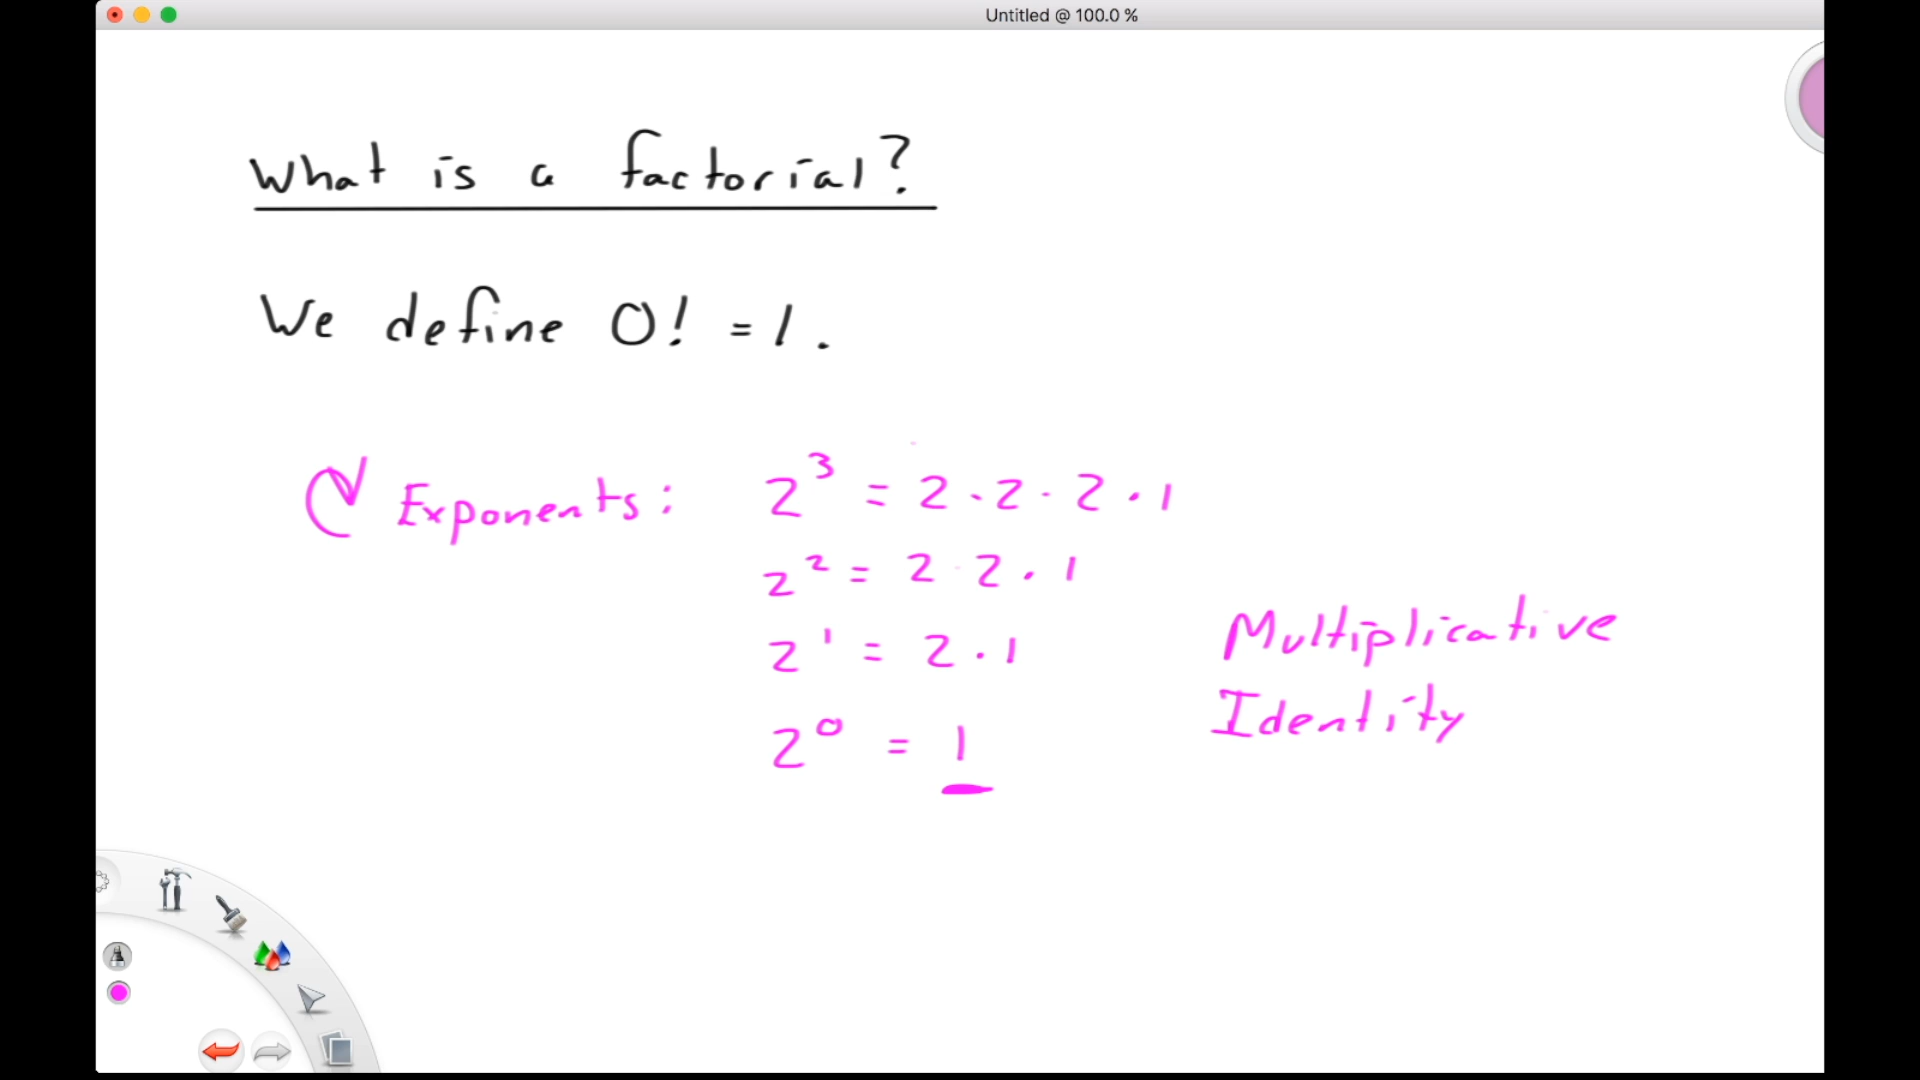 Untitled @ 100.0 %
What is a factorial?
We define 0! = 1.
Exponents: 2³ = 2 · 2 · 2 · 1
2² = 2 · 2 · 1
2¹ = 2 · 1
2⁰ = 1
Multiplicative
Identity